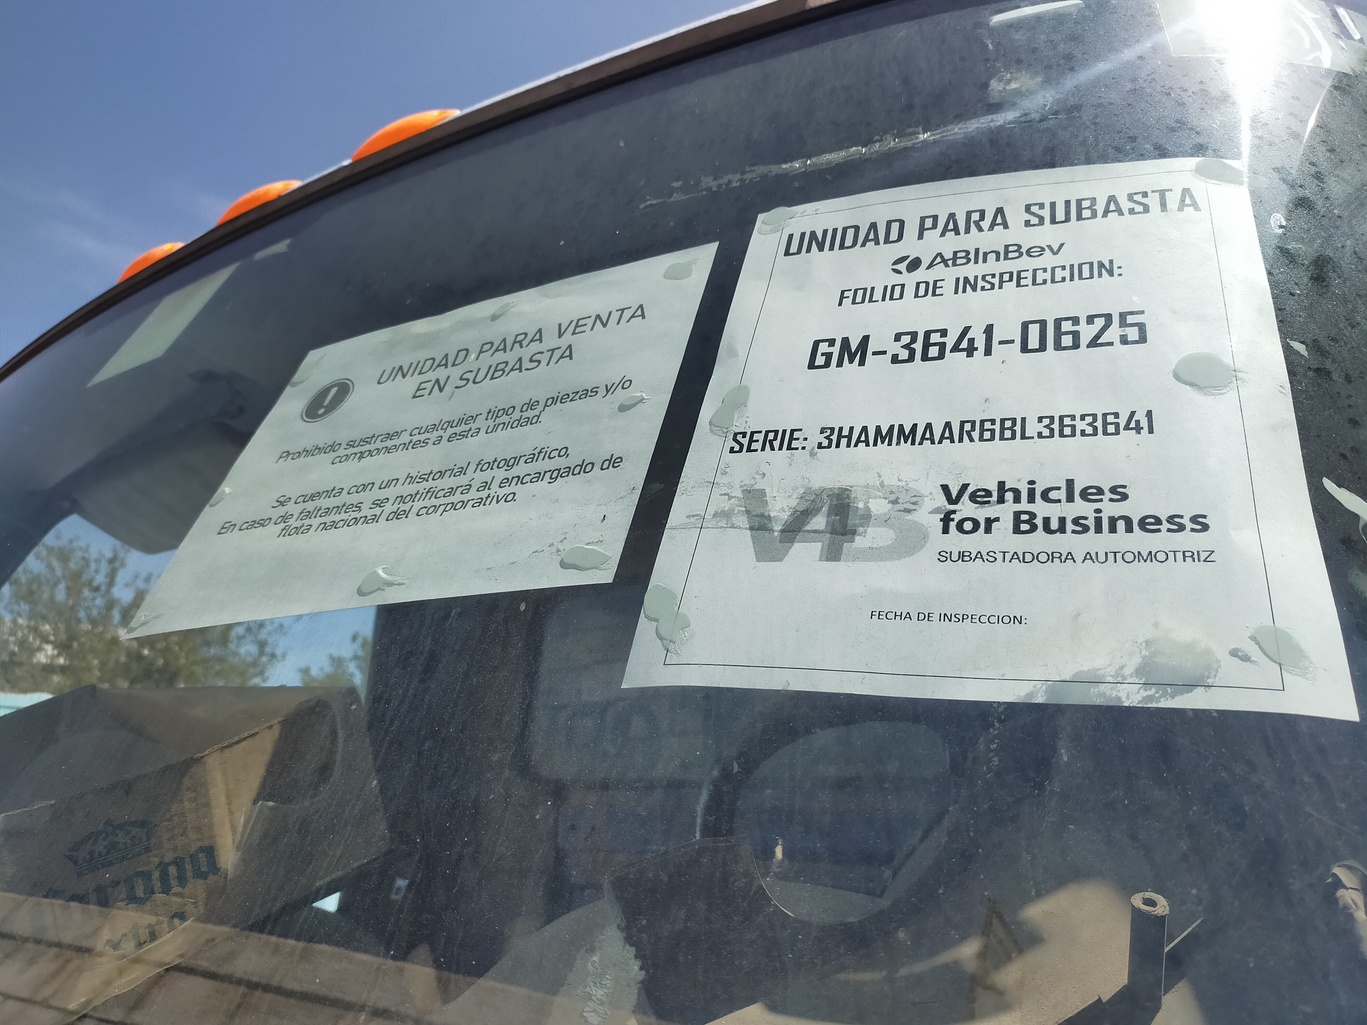 UNIDAD PARA VENTA
EN SUBASTA
!
Prohibido sustraer cualquier tipo de piezas y/o
componentes a esta unidad.
Se cuenta con un historial fotográfico,
En caso de faltantes, se notificará al encargado de
flota nacional del corporativo.
UNIDAD PARA SUBASTA
ABInBev
FOLIO DE INSPECCION:
GM-3641-0625
SERIE: 3HAMMAAR6BL363641
V4B
Vehicles
for Business
SUBASTADORA AUTOMOTRIZ
FECHA DE INSPECCION:
Corona
Extra